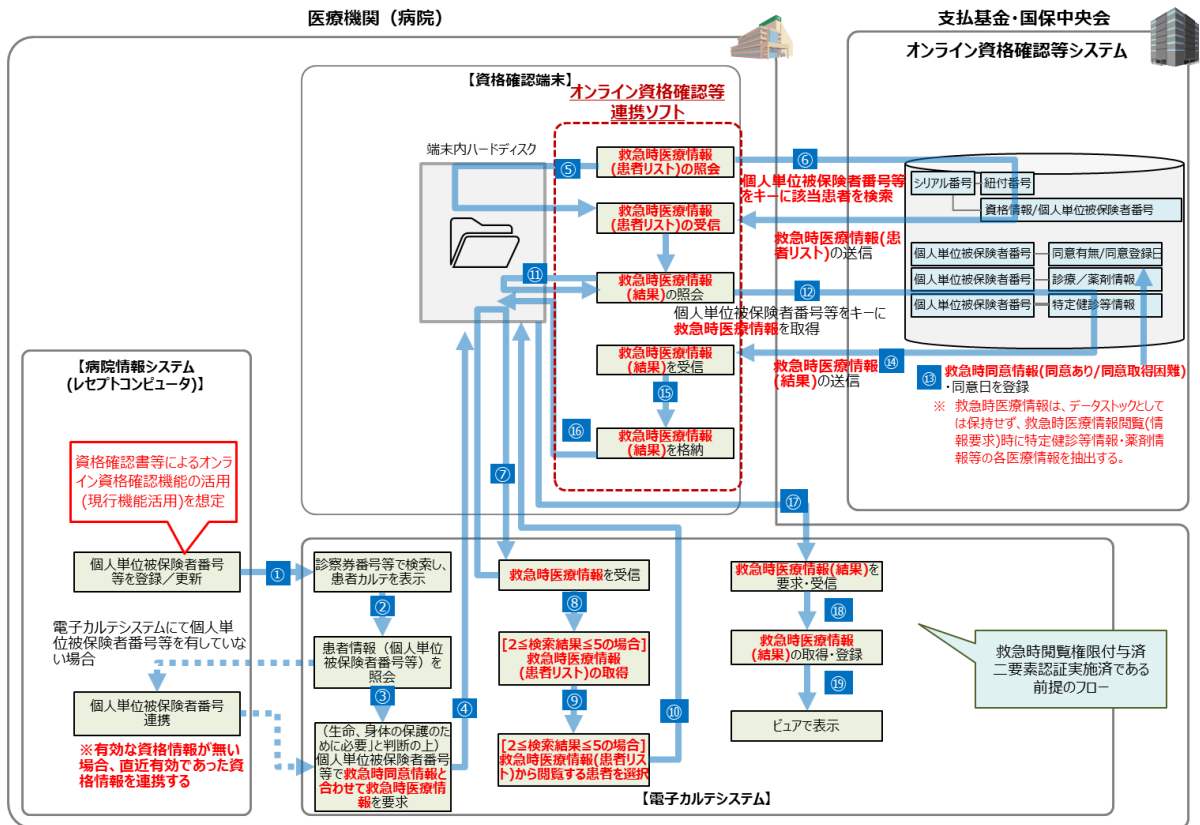 医療機関（病院）
支払基金・国保中央会
オンライン資格確認等システム
【資格確認端末】
オンライン資格確認等
連携ソフト
端末内ハードディスク
⑤
救急時医療情報
(患者リスト)の照会
⑥
個人単位被保険者番号等
をキーに該当患者を検索
シリアル番号
紐付番号
資格情報/個人単位被保険者番号
救急時医療情報
(患者リスト)の受信
救急時医療情報(患
者リスト)の送信
個人単位被保険者番号
同意有無/同意登録日
個人単位被保険者番号
診療／薬剤情報
個人単位被保険者番号
特定健診等情報
⑪
救急時医療情報
(結果)の照会
⑫
個人単位被保険者番号等をキーに
救急時医療情報を取得
救急時医療情報
(結果)を受信
救急時医療情報
(結果)の送信
⑭
⑬
救急時同意情報(同意あり/同意取得困難)
・同意日を登録
※ 救急時医療情報は、データストックとして
は保持せず、救急時医療情報閲覧(情
報要求)時に特定健診等情報・薬剤情
報等の各医療情報を抽出する。
⑮
⑯
救急時医療情報
(結果)を格納
【病院情報システム
(レセプトコンピュータ)】
資格確認書等によるオンラ
イン資格確認機能の活用
(現行機能活用)を想定
⑦
⑰
個人単位被保険者番号
等を登録／更新
①
診察券番号等で検索し、
患者カルテを表示
救急時医療情報を受信
救急時医療情報(結果)を
要求・受信
②
⑧
⑱
電子カルテシステムにて個人単
位被保険者番号等を有していな
い場合
患者情報（個人単位
被保険者番号等）を
照会
[2≦検索結果≦5の場合]
救急時医療情報
(患者リスト)の取得
救急時医療情報
(結果)の取得・登録
救急時閲覧権限付与済
二要素認証実施済である
前提のフロー
③
④
⑨
⑩
⑲
個人単位被保険者番号
連携
※有効な資格情報が無い
場合、直近有効であった資
格情報を連携する
（生命、身体の保護のた
めに必要」と判断の上）
個人単位被保険者番号
等で救急時同意情報と
合わせて救急時医療情
報を要求
[2≦検索結果≦5の場合]
救急時医療情報(患者リス
ト)から閲覧する患者を選択
ビュアで表示
【電子カルテシステム】